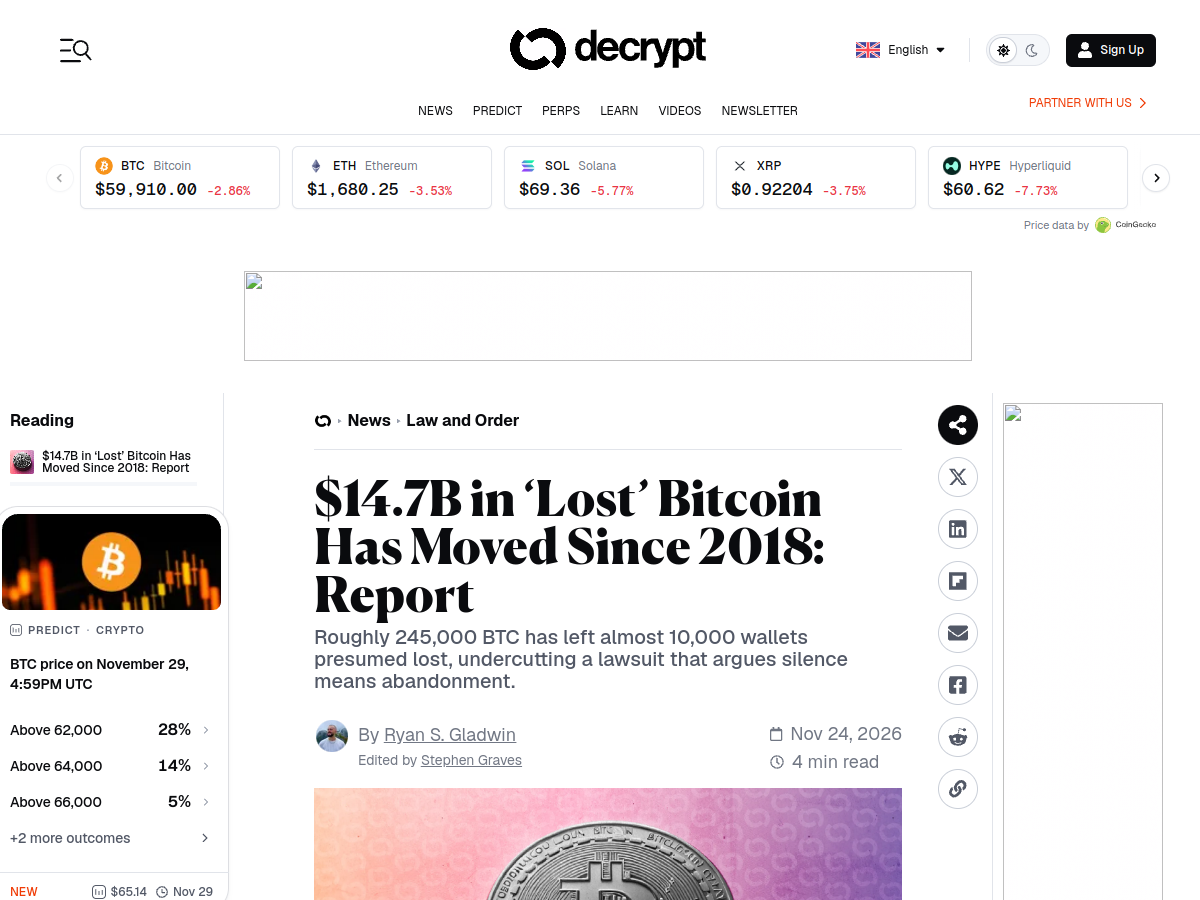 decrypt
English
Sign Up
NEWS PREDICT PERPS LEARN VIDEOS NEWSLETTER
PARTNER WITH US
BTC Bitcoin
$59,910.00 -2.86%
ETH Ethereum
$1,680.25 -3.53%
SOL Solana
$69.36 -5.77%
XRP
$0.92204 -3.75%
HYPE Hyperliquid
$60.62 -7.73%
Price data by CoinGecko
Reading
$14.7B in ‘Lost’ Bitcoin Has
Moved Since 2018: Report
PREDICT · CRYPTO
BTC price on November 29,
4:59PM UTC
Above 62,000 28%
Above 64,000 14%
Above 66,000 5%
+2 more outcomes
NEW $65.14 Nov 29
News Law and Order
$14.7B in ‘Lost’ Bitcoin
Has Moved Since 2018:
Report
Roughly 245,000 BTC has left almost 10,000 wallets
presumed lost, undercutting a lawsuit that argues silence
means abandonment.
By Ryan S. Gladwin
Edited by Stephen Graves
Nov 24, 2026
4 min read